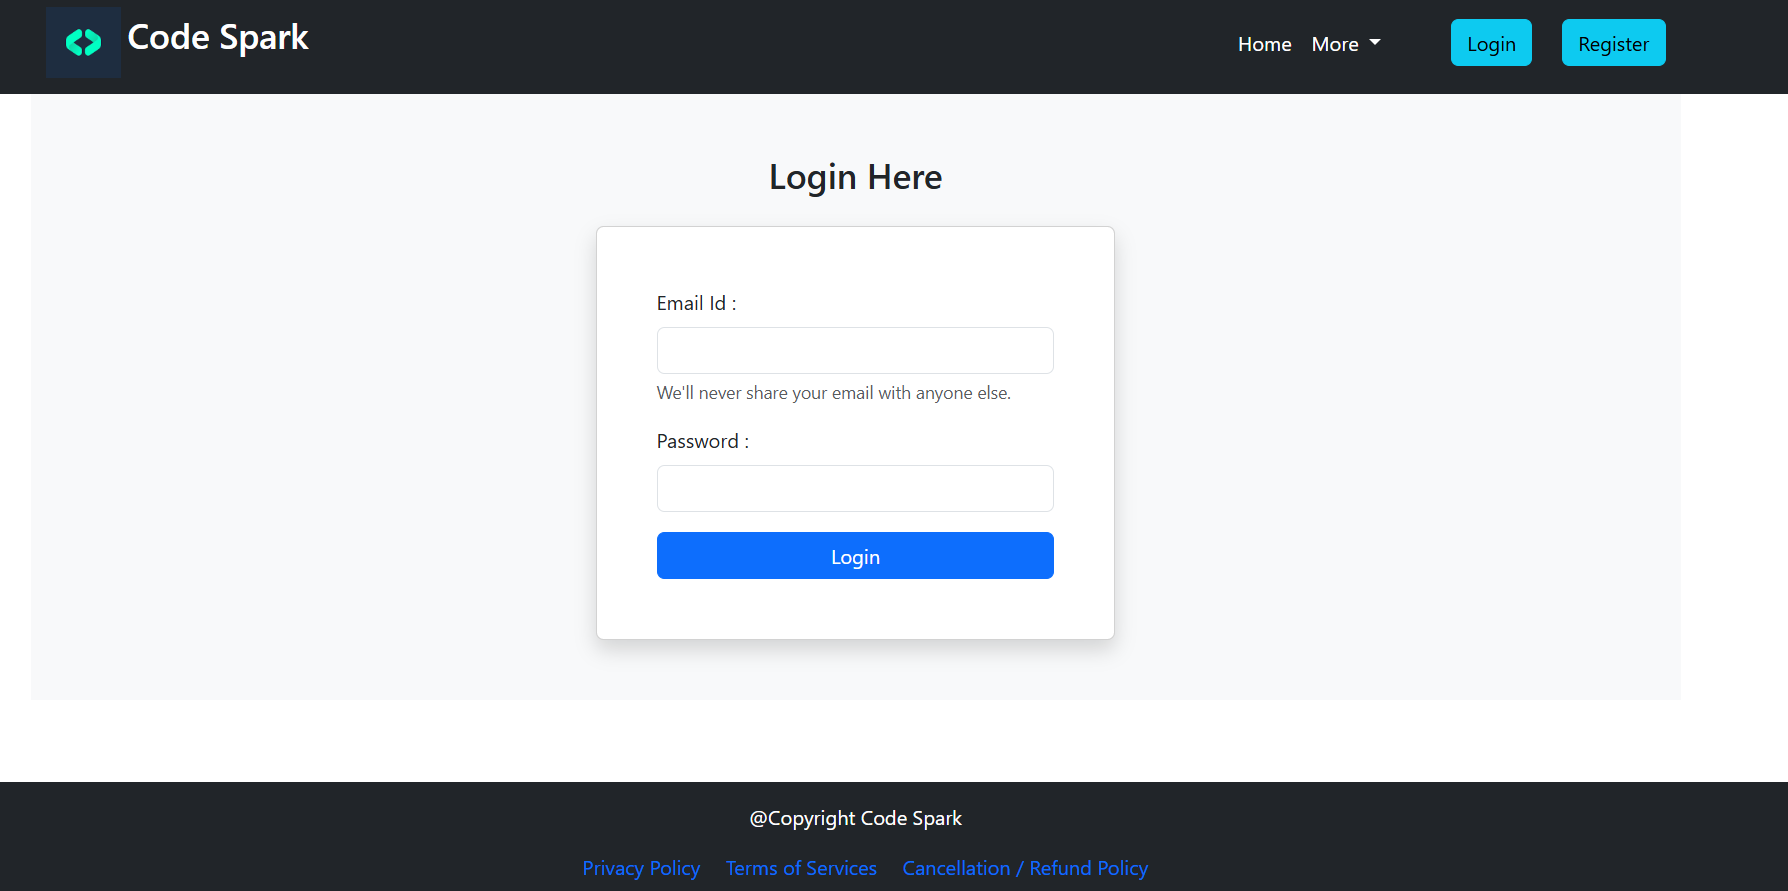 Code Spark
Home More Login Register
Login Here
Email Id :
We'll never share your email with anyone else.
Password :
Login
@Copyright Code Spark
Privacy Policy Terms of Services Cancellation / Refund Policy